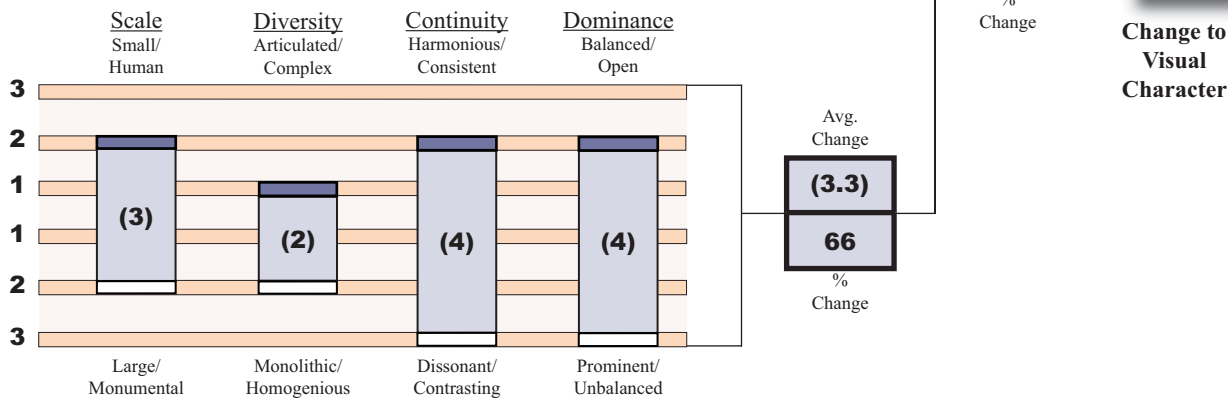 %
Change
Change to
Visual
Character
Scale
Small/
Human
Diversity
Articulated/
Complex
Continuity
Harmonious/
Consistent
Dominance
Balanced/
Open
3
2
1
1
2
3
(3)
(2)
(4)
(4)
Avg.
Change
(3.3)
66
%
Change
Large/
Monumental
Monolithic/
Homogenious
Dissonant/
Contrasting
Prominent/
Unbalanced